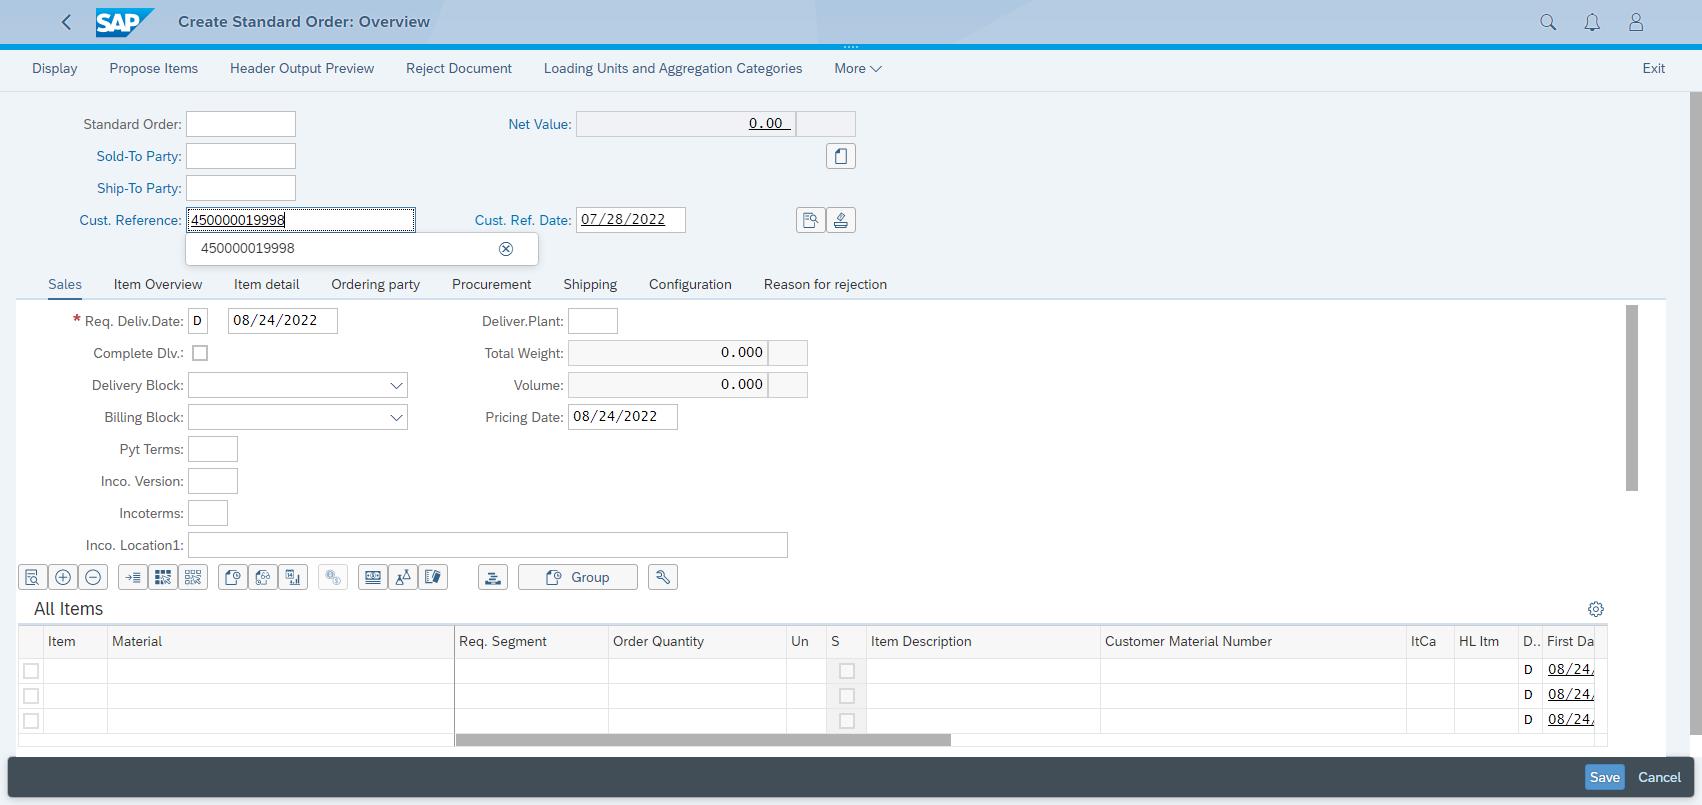 SAP Create Standard Order: Overview
Display Propose Items Header Output Preview Reject Document Loading Units and Aggregation Categories More Exit
Standard Order: Net Value: 0.00
Sold-To Party:
Ship-To Party:
Cust. Reference: 450000019998 Cust. Ref. Date: 07/28/2022
450000019998
Sales Item Overview Item detail Ordering party Procurement Shipping Configuration Reason for rejection
* Req. Deliv.Date: D 08/24/2022 Deliver.Plant:
Complete Dlv.: Total Weight: 0.000
Delivery Block: Volume: 0.000
Billing Block: Pricing Date: 08/24/2022
Pyt Terms:
Inco. Version:
Incoterms:
Inco. Location1:
Group
All Items
Item Material Req. Segment Order Quantity Un S Item Description Customer Material Number ItCa HL Itm D.. First Da
D 08/24/
D 08/24/
D 08/24/
Save Cancel